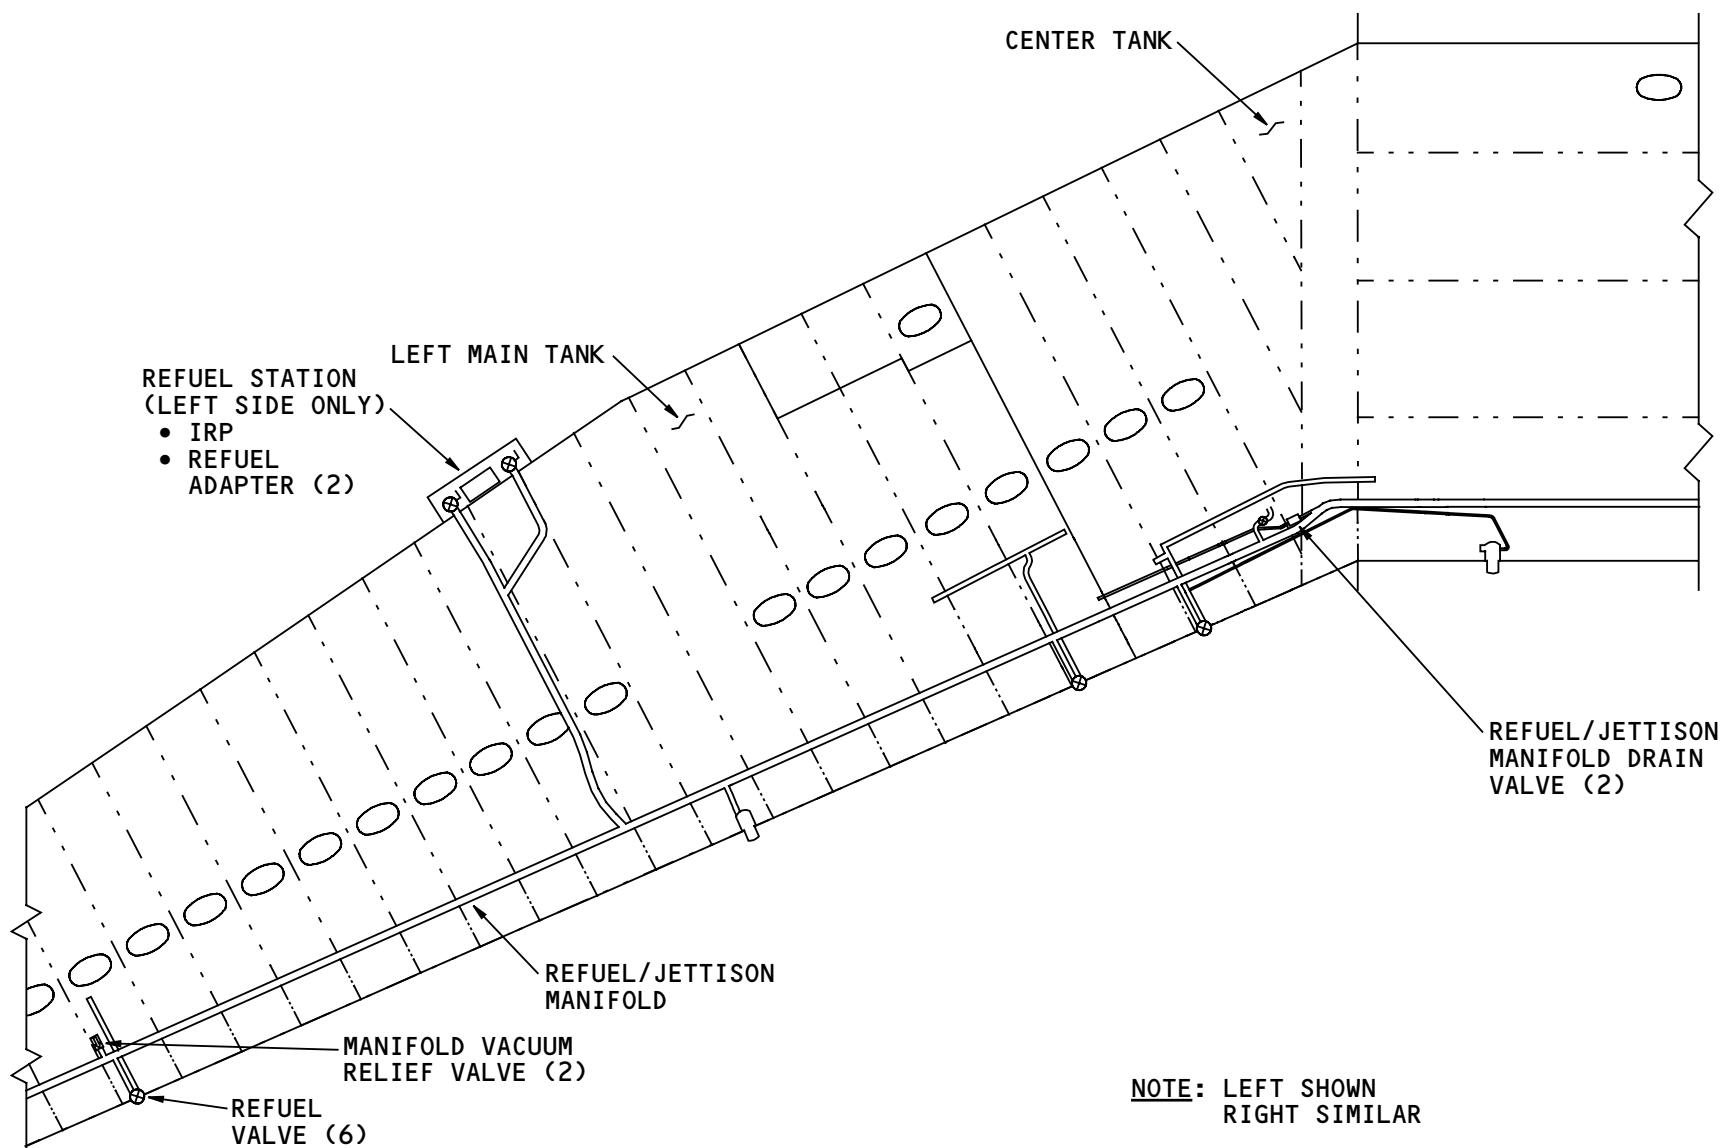 CENTER TANK
LEFT MAIN TANK
REFUEL STATION
(LEFT SIDE ONLY)
• IRP
• REFUEL
ADAPTER (2)
REFUEL/JETTISON
MANIFOLD DRAIN
VALVE (2)
REFUEL/JETTISON
MANIFOLD
MANIFOLD VACUUM
RELIEF VALVE (2)
REFUEL
VALVE (6)
NOTE: LEFT SHOWN
RIGHT SIMILAR